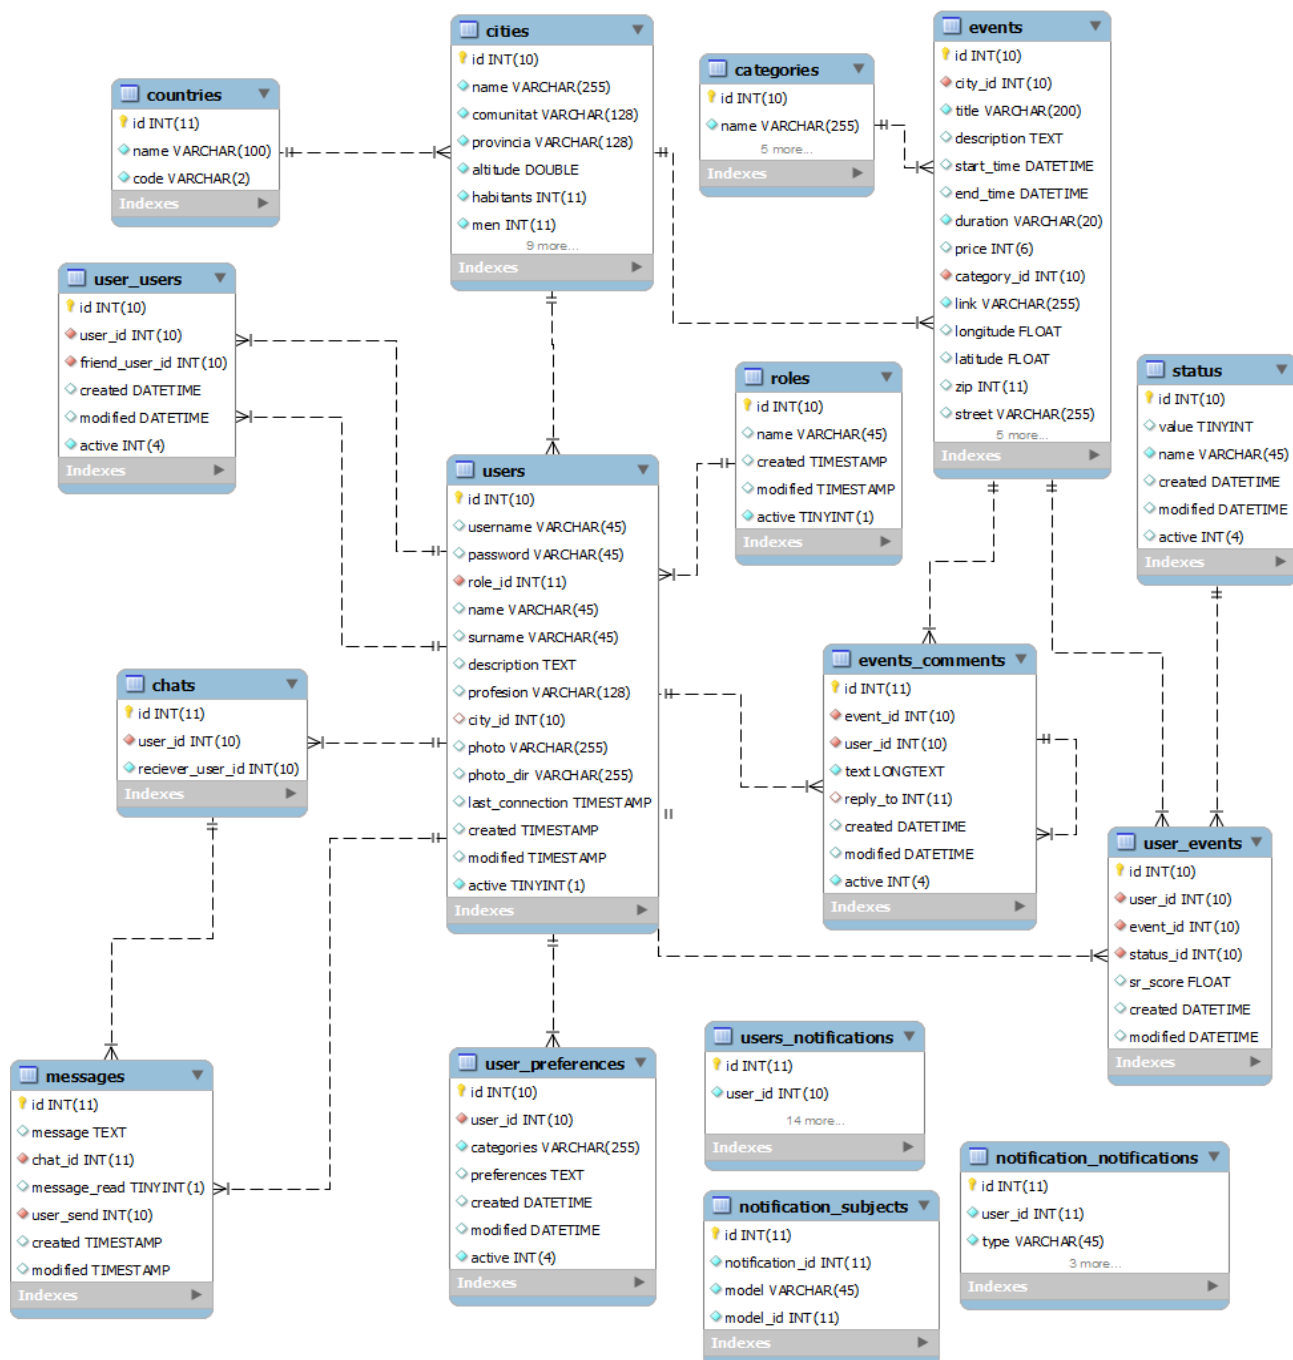 cities
id INT(10)
name VARCHAR(255)
comunitat VARCHAR(128)
provincia VARCHAR(128)
altitude DOUBLE
habitants INT(11)
men INT(11)
9 more...
Indexes
events
id INT(10)
city_id INT(10)
title VARCHAR(200)
description TEXT
start_time DATETIME
end_time DATETIME
duration VARCHAR(20)
price INT(6)
category_id INT(10)
link VARCHAR(255)
longitude FLOAT
latitude FLOAT
zip INT(11)
street VARCHAR(255)
5 more...
Indexes
categories
id INT(10)
name VARCHAR(255)
5 more...
Indexes
countries
id INT(11)
name VARCHAR(100)
code VARCHAR(2)
Indexes
user_users
id INT(10)
user_id INT(10)
friend_user_id INT(10)
created DATETIME
modified DATETIME
active INT(4)
Indexes
roles
id INT(10)
name VARCHAR(45)
created TIMESTAMP
modified TIMESTAMP
active TINYINT(1)
Indexes
status
id INT(10)
value TINYINT
name VARCHAR(45)
created DATETIME
modified DATETIME
active INT(4)
Indexes
users
id INT(10)
username VARCHAR(45)
password VARCHAR(45)
role_id INT(11)
name VARCHAR(45)
surname VARCHAR(45)
description TEXT
profesion VARCHAR(128)
city_id INT(10)
photo VARCHAR(255)
photo_dir VARCHAR(255)
last_connection TIMESTAMP
created TIMESTAMP
modified TIMESTAMP
active TINYINT(1)
Indexes
events_comments
id INT(11)
event_id INT(10)
user_id INT(10)
text LONGTEXT
reply_to INT(11)
created DATETIME
modified DATETIME
active INT(4)
Indexes
chats
id INT(11)
user_id INT(10)
reciever_user_id INT(10)
Indexes
user_events
id INT(10)
user_id INT(10)
event_id INT(10)
status_id INT(10)
sr_score FLOAT
created DATETIME
modified DATETIME
Indexes
messages
id INT(11)
message TEXT
chat_id INT(11)
message_read TINYINT(1)
user_send INT(10)
created TIMESTAMP
modified TIMESTAMP
Indexes
user_preferences
id INT(10)
user_id INT(10)
categories VARCHAR(255)
preferences TEXT
created DATETIME
modified DATETIME
active INT(4)
Indexes
users_notifications
id INT(11)
user_id INT(10)
14 more...
Indexes
notification_notifications
id INT(11)
user_id INT(11)
type VARCHAR(45)
3 more...
Indexes
notification_subjects
id INT(11)
notification_id INT(11)
model VARCHAR(45)
model_id INT(11)
Indexes